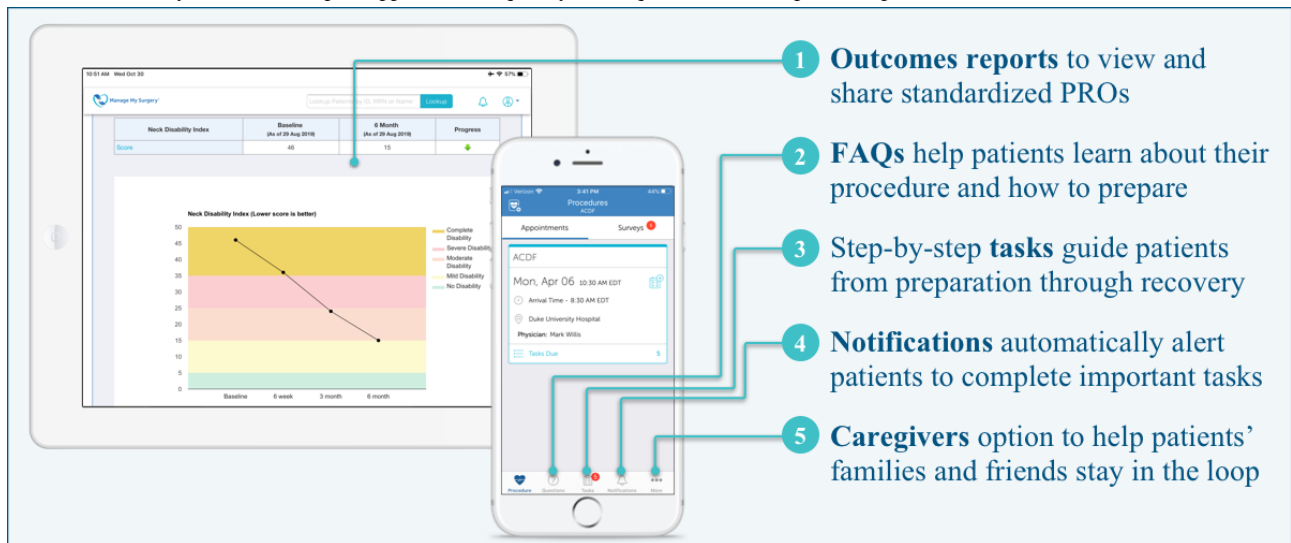 10:51 AM Wed Oct 30
57%
Manage My Surgery
Lookup Patients by ID, MRN or Name
Lookup
Neck Disability Index
Baseline
(As of 29 Aug 2019)
6 Month
(As of 29 Aug 2019)
Progress
Score
46
15
Neck Disability Index (Lower score is better)
50
45
40
35
30
25
20
15
10
5
0
Baseline
6 week
3 month
6 month
Complete
Disability
Severe Disability
Moderate
Disability
Mild Disability
No Disability
Verizon
3:41 PM
44%
Procedures
ACDF
Appointments
Surveys
ACDF
Mon, Apr 06 10:30 AM EDT
Arrival Time - 8:30 AM EDT
Duke University Hospital
Physician: Mark Willis
Tasks Due
5
Procedure
Questions
Tasks
Notifications
More
1 Outcomes reports to view and
share standardized PROs
2 FAQs help patients learn about their
procedure and how to prepare
3 Step-by-step tasks guide patients
from preparation through recovery
4 Notifications automatically alert
patients to complete important tasks
5 Caregivers option to help patients’
families and friends stay in the loop